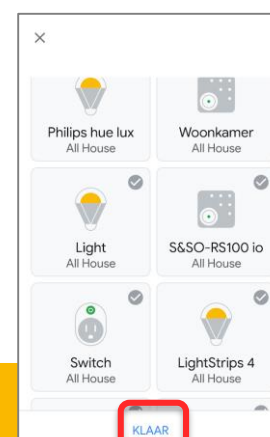 Philips hue lux
All House
Woonkamer
All House
Light
All House
S&SO-RS100 io
All House
Switch
All House
LightStrips 4
All House
KLAAR